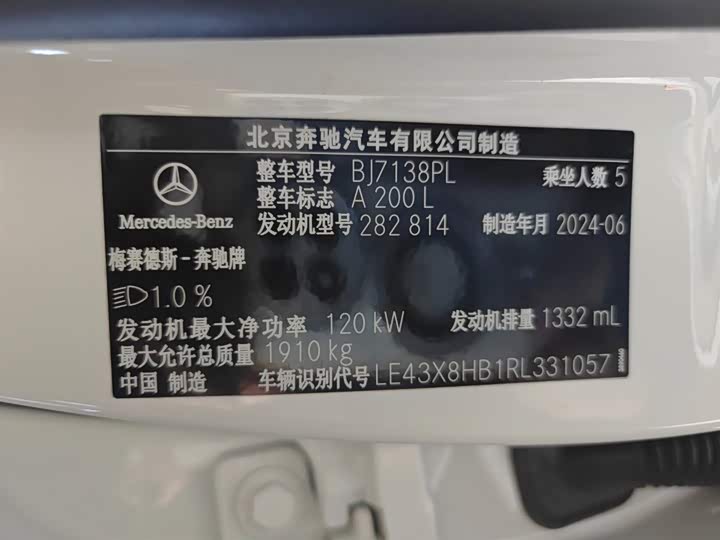 北京奔驰汽车有限公司制造
整车型号 BJ7138PL 乘坐人数 5
整车标志 A 200 L
Mercedes-Benz 发动机型号 282 814 制造年月 2024-06
梅赛德斯-奔驰牌
1.0 %
发动机最大净功率 120 kW 发动机排量 1332 mL
最大允许总质量 1910 kg
中国 制造 车辆识别代号 LE43X8HB1RL331057